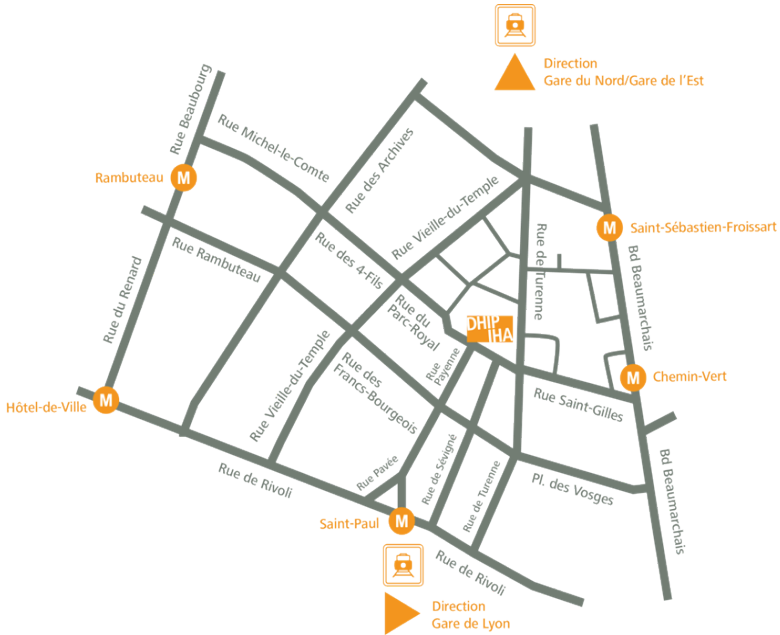 Direction
Gare du Nord/Gare de l'Est
Rue Beaubourg
Rue Michel-le-Comte
Rue des Archives
Rambuteau
M
Rue Vieille-du-Temple
Rue Rambuteau
Rue des 4-Fils
Rue de Turenne
M
Saint-Sébastien-Froissart
Bd Beaumarchais
Rue du Renard
Rue du
Parc-Royal
DHIP
IHA
Rue
Payenne
M
Chemin-Vert
Hôtel-de-Ville
M
Rue Vieille-du-Temple
Rue des
Francs-Bourgeois
Rue Saint-Gilles
Rue de Rivoli
Rue Pavée
Rue de Sévigné
Rue de Turenne
Pl. des Vosges
Bd Beaumarchais
Saint-Paul
M
Rue de Rivoli
Direction
Gare de Lyon